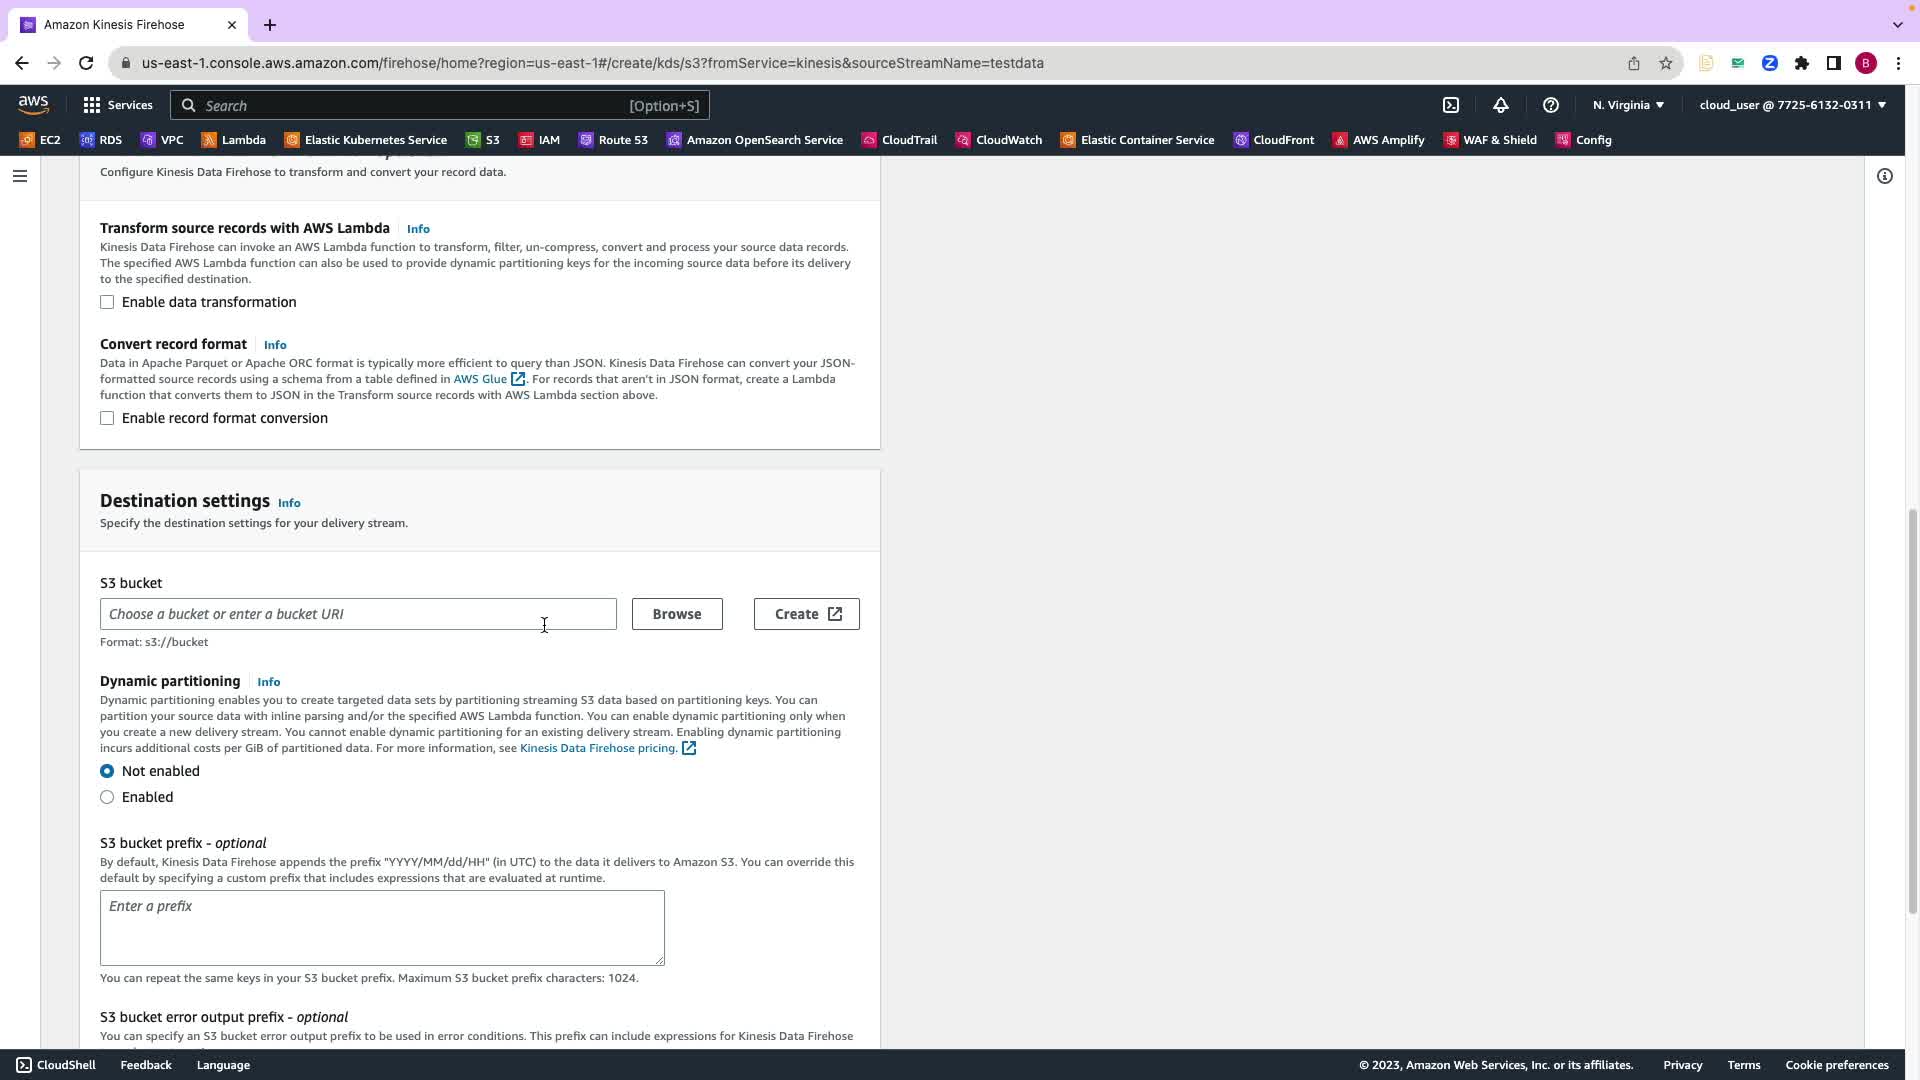 Amazon Kinesis Firehose
us-east-1.console.aws.amazon.com/firehose/home?region=us-east-1#/create/kds/s3?fromService=kinesis&sourceStreamName=testdata
B
aws Services Search [Option+S] N. Virginia cloud_user @ 7725-6132-0311
EC2 RDS VPC Lambda Elastic Kubernetes Service S3 IAM Route 53 Amazon OpenSearch Service CloudTrail CloudWatch Elastic Container Service CloudFront AWS Amplify WAF & Shield Config
Configure Kinesis Data Firehose to transform and convert your record data.
Transform source records with AWS Lambda Info
Kinesis Data Firehose can invoke an AWS Lambda function to transform, filter, un-compress, convert and process your source data records.
The specified AWS Lambda function can also be used to provide dynamic partitioning keys for the incoming source data before its delivery
to the specified destination.
Enable data transformation
Convert record format Info
Data in Apache Parquet or Apache ORC format is typically more efficient to query than JSON. Kinesis Data Firehose can convert your JSON-
formatted source records using a schema from a table defined in AWS Glue . For records that aren't in JSON format, create a Lambda
function that converts them to JSON in the Transform source records with AWS Lambda section above.
Enable record format conversion
Destination settings Info
Specify the destination settings for your delivery stream.
S3 bucket
Choose a bucket or enter a bucket URI Browse Create
Format: s3://bucket
Dynamic partitioning Info
Dynamic partitioning enables you to create targeted data sets by partitioning streaming S3 data based on partitioning keys. You can
partition your source data with inline parsing and/or the specified AWS Lambda function. You can enable dynamic partitioning only when
you create a new delivery stream. You cannot enable dynamic partitioning for an existing delivery stream. Enabling dynamic partitioning
incurs additional costs per GiB of partitioned data. For more information, see Kinesis Data Firehose pricing.
Not enabled
Enabled
S3 bucket prefix - optional
By default, Kinesis Data Firehose appends the prefix "YYYY/MM/dd/HH" (in UTC) to the data it delivers to Amazon S3. You can override this
default by specifying a custom prefix that includes expressions that are evaluated at runtime.
Enter a prefix
You can repeat the same keys in your S3 bucket prefix. Maximum S3 bucket prefix characters: 1024.
S3 bucket error output prefix - optional
You can specify an S3 bucket error output prefix to be used in error conditions. This prefix can include expressions for Kinesis Data Firehose
CloudShell Feedback Language © 2023, Amazon Web Services, Inc. or its affiliates. Privacy Terms Cookie preferences